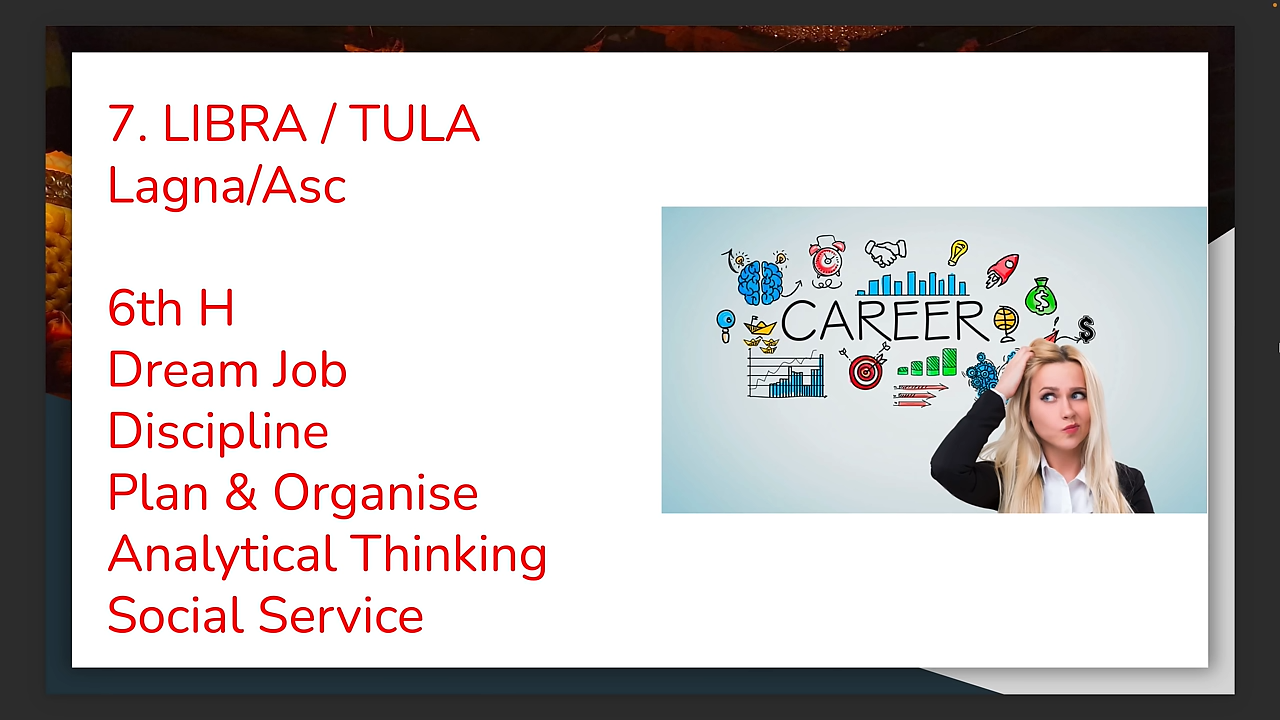 7. LIBRA / TULA
Lagna/Asc
6th H
Dream Job
Discipline
Plan & Organise
Analytical Thinking
Social Service
CAREER
$
$